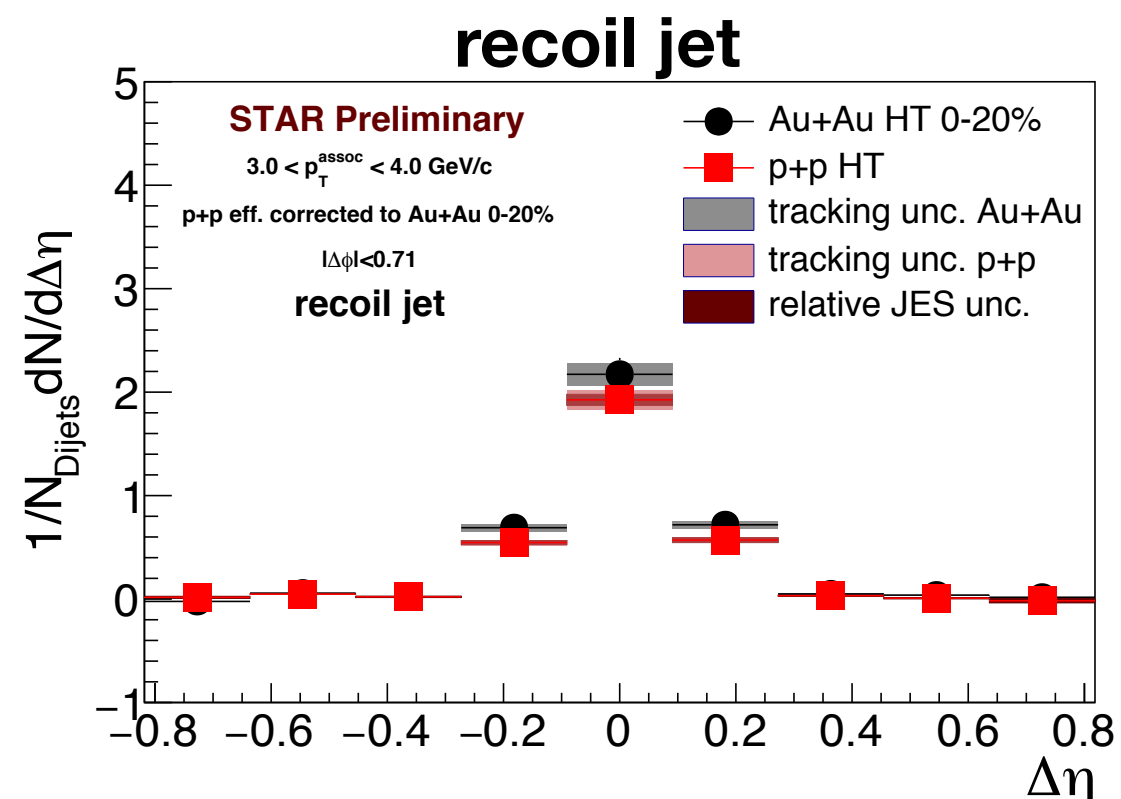 recoil jet
STAR Preliminary
3.0 < p_T^assoc < 4.0 GeV/c
p+p eff. corrected to Au+Au 0-20%
|Δϕ|<0.71
recoil jet
Au+Au HT 0-20%
p+p HT
tracking unc. Au+Au
tracking unc. p+p
relative JES unc.
1/N_Dijets dN/dΔη
5
4
3
2
1
0
−1
−0.8 −0.6 −0.4 −0.2 0 0.2 0.4 0.6 0.8
Δη